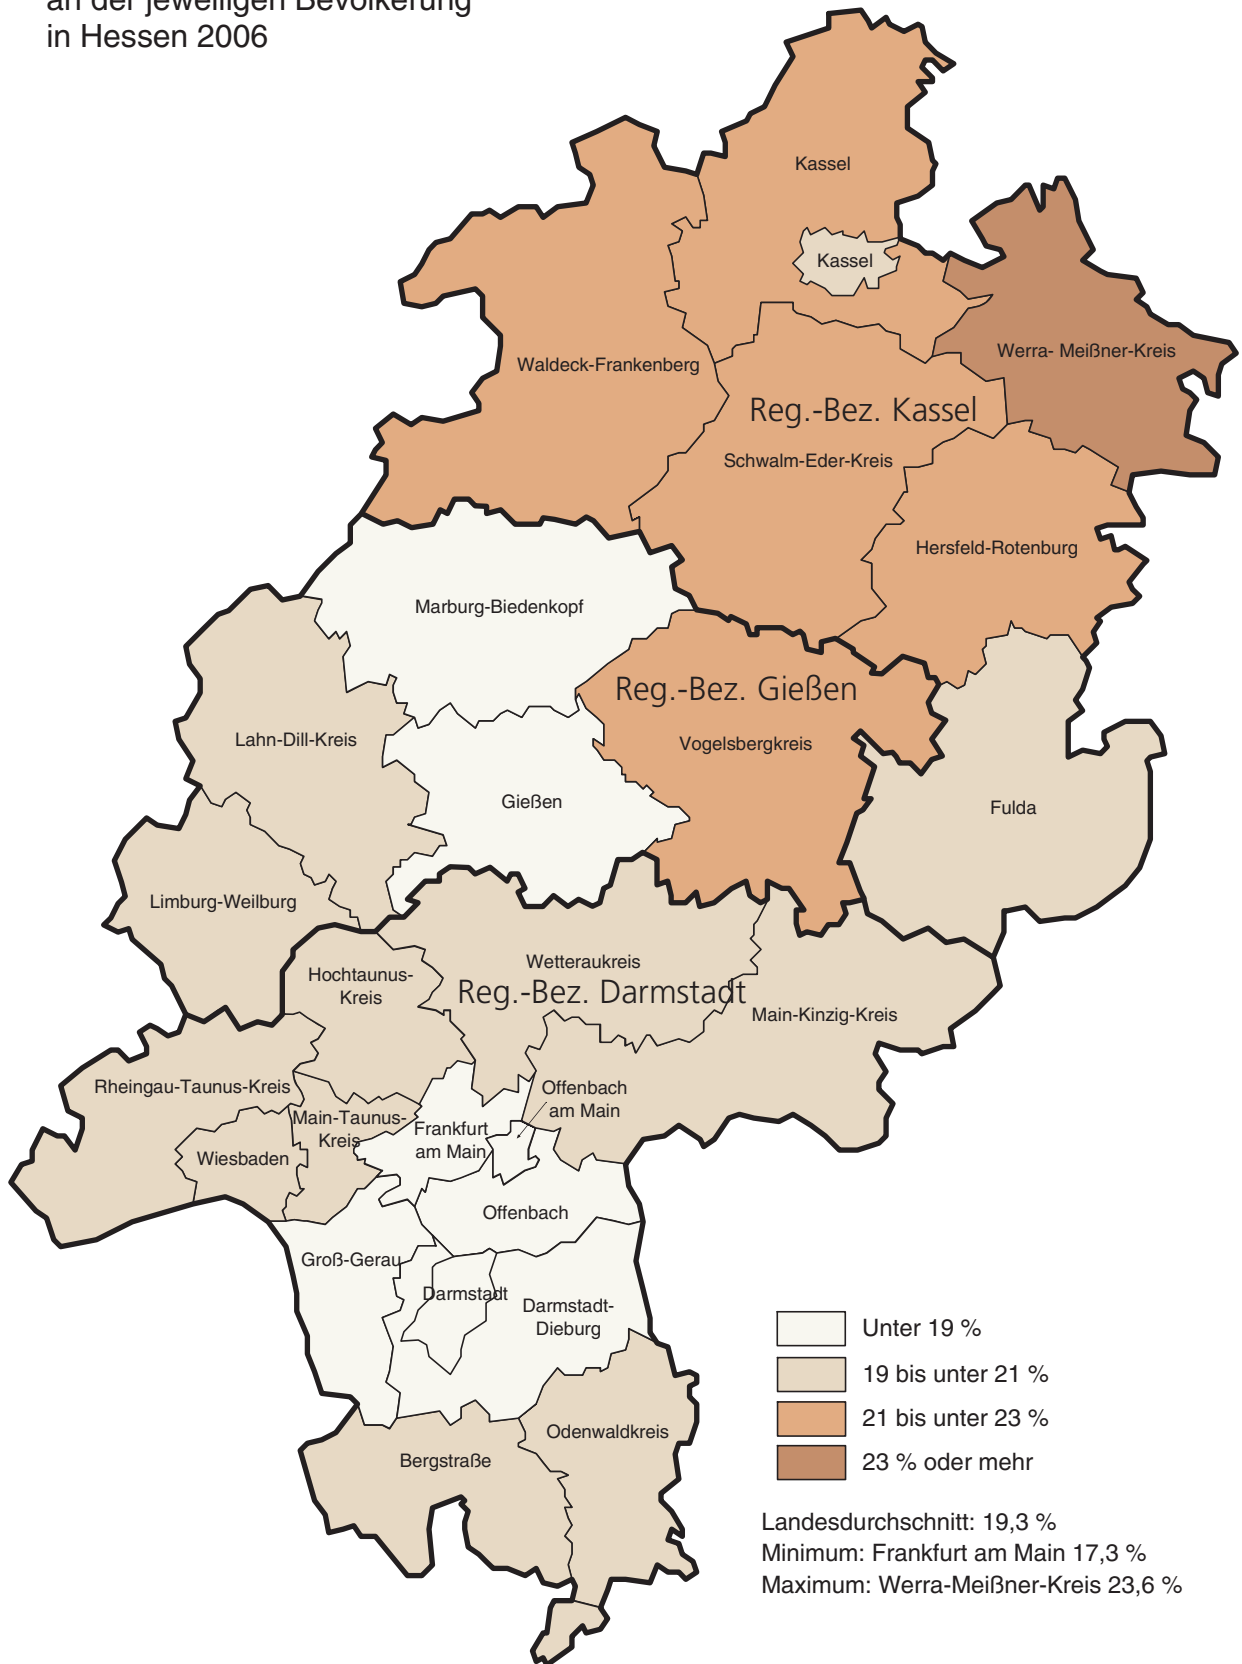 an der jeweiligen Bevölkerung
in Hessen 2006
Kassel
Kassel
Werra- Meißner-Kreis
Waldeck-Frankenberg
Reg.-Bez. Kassel
Schwalm-Eder-Kreis
Hersfeld-Rotenburg
Marburg-Biedenkopf
Reg.-Bez. Gießen
Lahn-Dill-Kreis
Vogelsbergkreis
Gießen
Fulda
Limburg-Weilburg
Wetteraukreis
Hochtaunus-
Kreis
Reg.-Bez. Darmstadt
Main-Kinzig-Kreis
Rheingau-Taunus-Kreis
Offenbach
am Main
Main-Taunus-
Kreis
Frankfurt
am Main
Wiesbaden
Offenbach
Groß-Gerau
Darmstadt
Darmstadt-
Dieburg
Odenwaldkreis
Bergstraße
Unter 19 %
19 bis unter 21 %
21 bis unter 23 %
23 % oder mehr
Landesdurchschnitt: 19,3 %
Minimum: Frankfurt am Main 17,3 %
Maximum: Werra-Meißner-Kreis 23,6 %